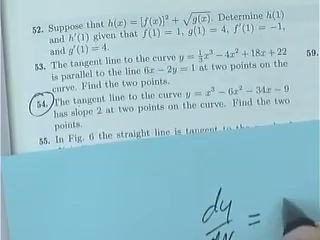 52. Suppose that h(x) = [f(x)]² + √g(x). Determine h(1)
and h′(1) given that f(1) = 1, g(1) = 4, f′(1) = −1,
and g′(1) = 4.
53. The tangent line to the curve y = ⅓x³ − 4x² + 18x + 22
is parallel to the line 6x − 2y = 1 at two points on the
curve. Find the two points.
59.
54. The tangent line to the curve y = x³ − 6x² − 34x − 9
has slope 2 at two points on the curve. Find the two
points.
55. In Fig. 6 the straight line is tangent to the
dy
dx =